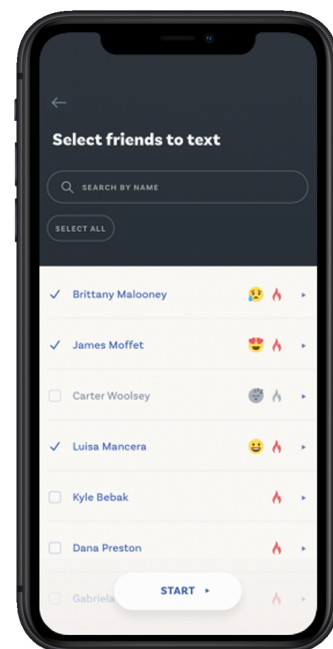 Select friends to text
SEARCH BY NAME
SELECT ALL
Brittany Malooney
James Moffet
Carter Woolsey
Luisa Mancera
Kyle Bebak
Dana Preston
Gabriela
START